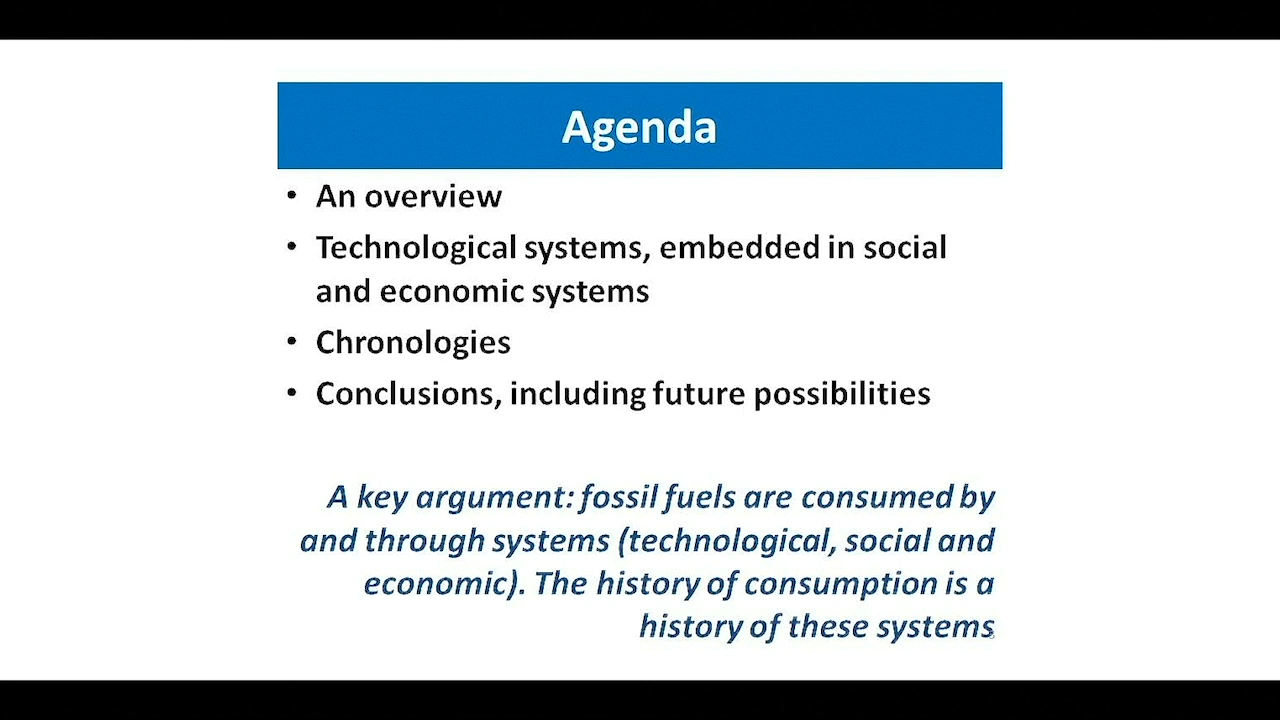 Agenda
• An overview
• Technological systems, embedded in social
and economic systems
• Chronologies
• Conclusions, including future possibilities
A key argument: fossil fuels are consumed by
and through systems (technological, social and
economic). The history of consumption is a
history of these systems